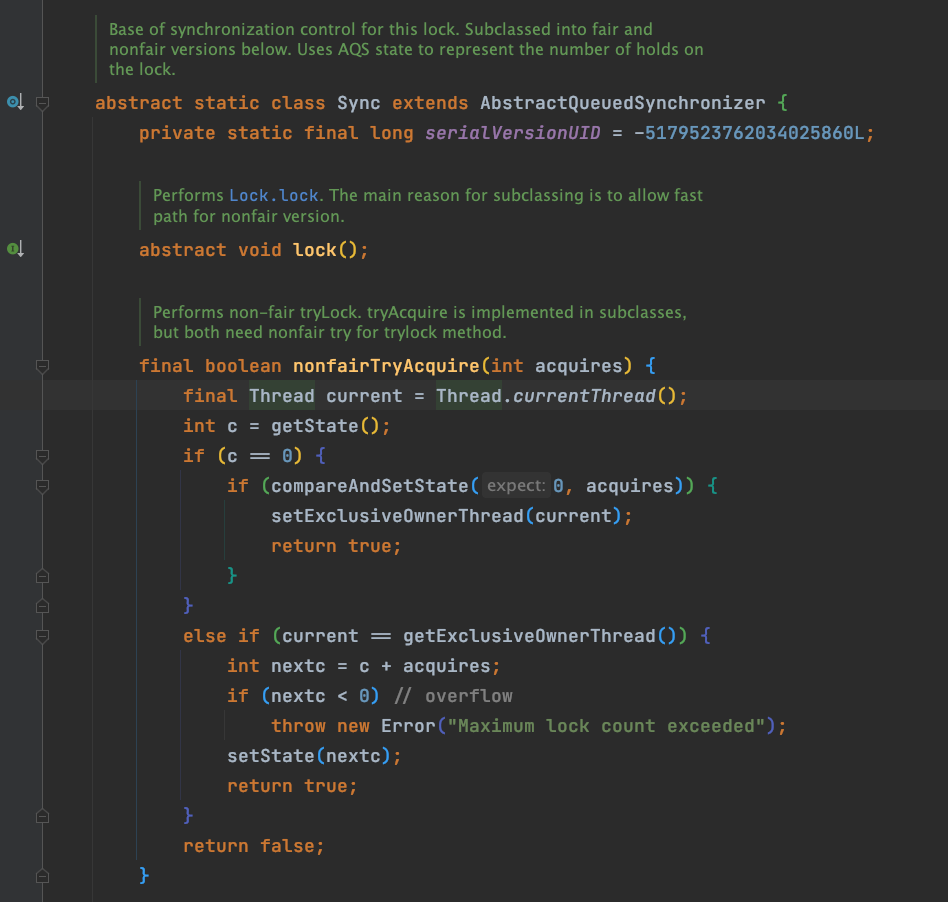 Base of synchronization control for this lock. Subclassed into fair and
nonfair versions below. Uses AQS state to represent the number of holds on
the lock.
abstract static class Sync extends AbstractQueuedSynchronizer {
    private static final long serialVersionUID = -5179523762034025860L;
    Performs Lock.lock. The main reason for subclassing is to allow fast
    path for nonfair version.
    abstract void lock();
    Performs non-fair tryLock. tryAcquire is implemented in subclasses,
    but both need nonfair try for trylock method.
    final boolean nonfairTryAcquire(int acquires) {
        final Thread current = Thread.currentThread();
        int c = getState();
        if (c == 0) {
            if (compareAndSetState( expect: 0, acquires)) {
                setExclusiveOwnerThread(current);
                return true;
            }
        }
        else if (current == getExclusiveOwnerThread()) {
            int nextc = c + acquires;
            if (nextc < 0) // overflow
                throw new Error("Maximum lock count exceeded");
            setState(nextc);
            return true;
        }
        return false;
    }